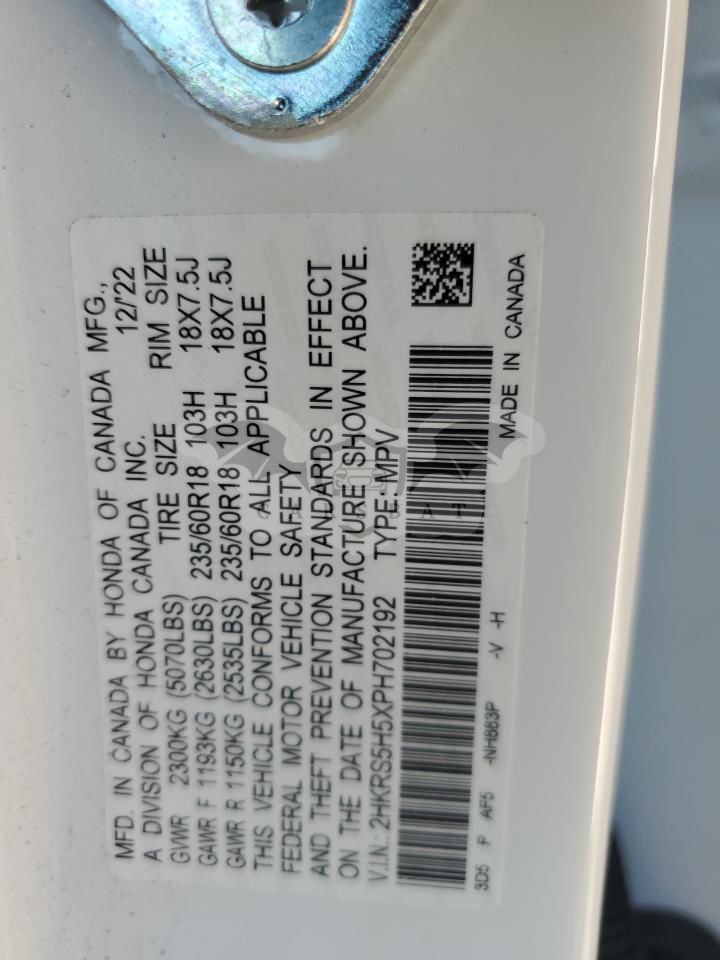 MFD. IN CANADA BY HONDA OF CANADA MFG.,
A DIVISION OF HONDA CANADA INC. 12/'22
GVWR 2300KG (5070LBS) TIRE SIZE RIM SIZE
GAWR F 1193KG (2630LBS) 235/60R18 103H 18X7.5J
GAWR R 1150KG (2535LBS) 235/60R18 103H 18X7.5J
THIS VEHICLE CONFORMS TO ALL APPLICABLE
FEDERAL MOTOR VEHICLE SAFETY
AND THEFT PREVENTION STANDARDS IN EFFECT
ON THE DATE OF MANUFACTURE SHOWN ABOVE.
V.I.N: 2HKRS5H5XPH702192 TYPE: MPV
3D5 P AF5 -NH883P -V -H MADE IN CANADA